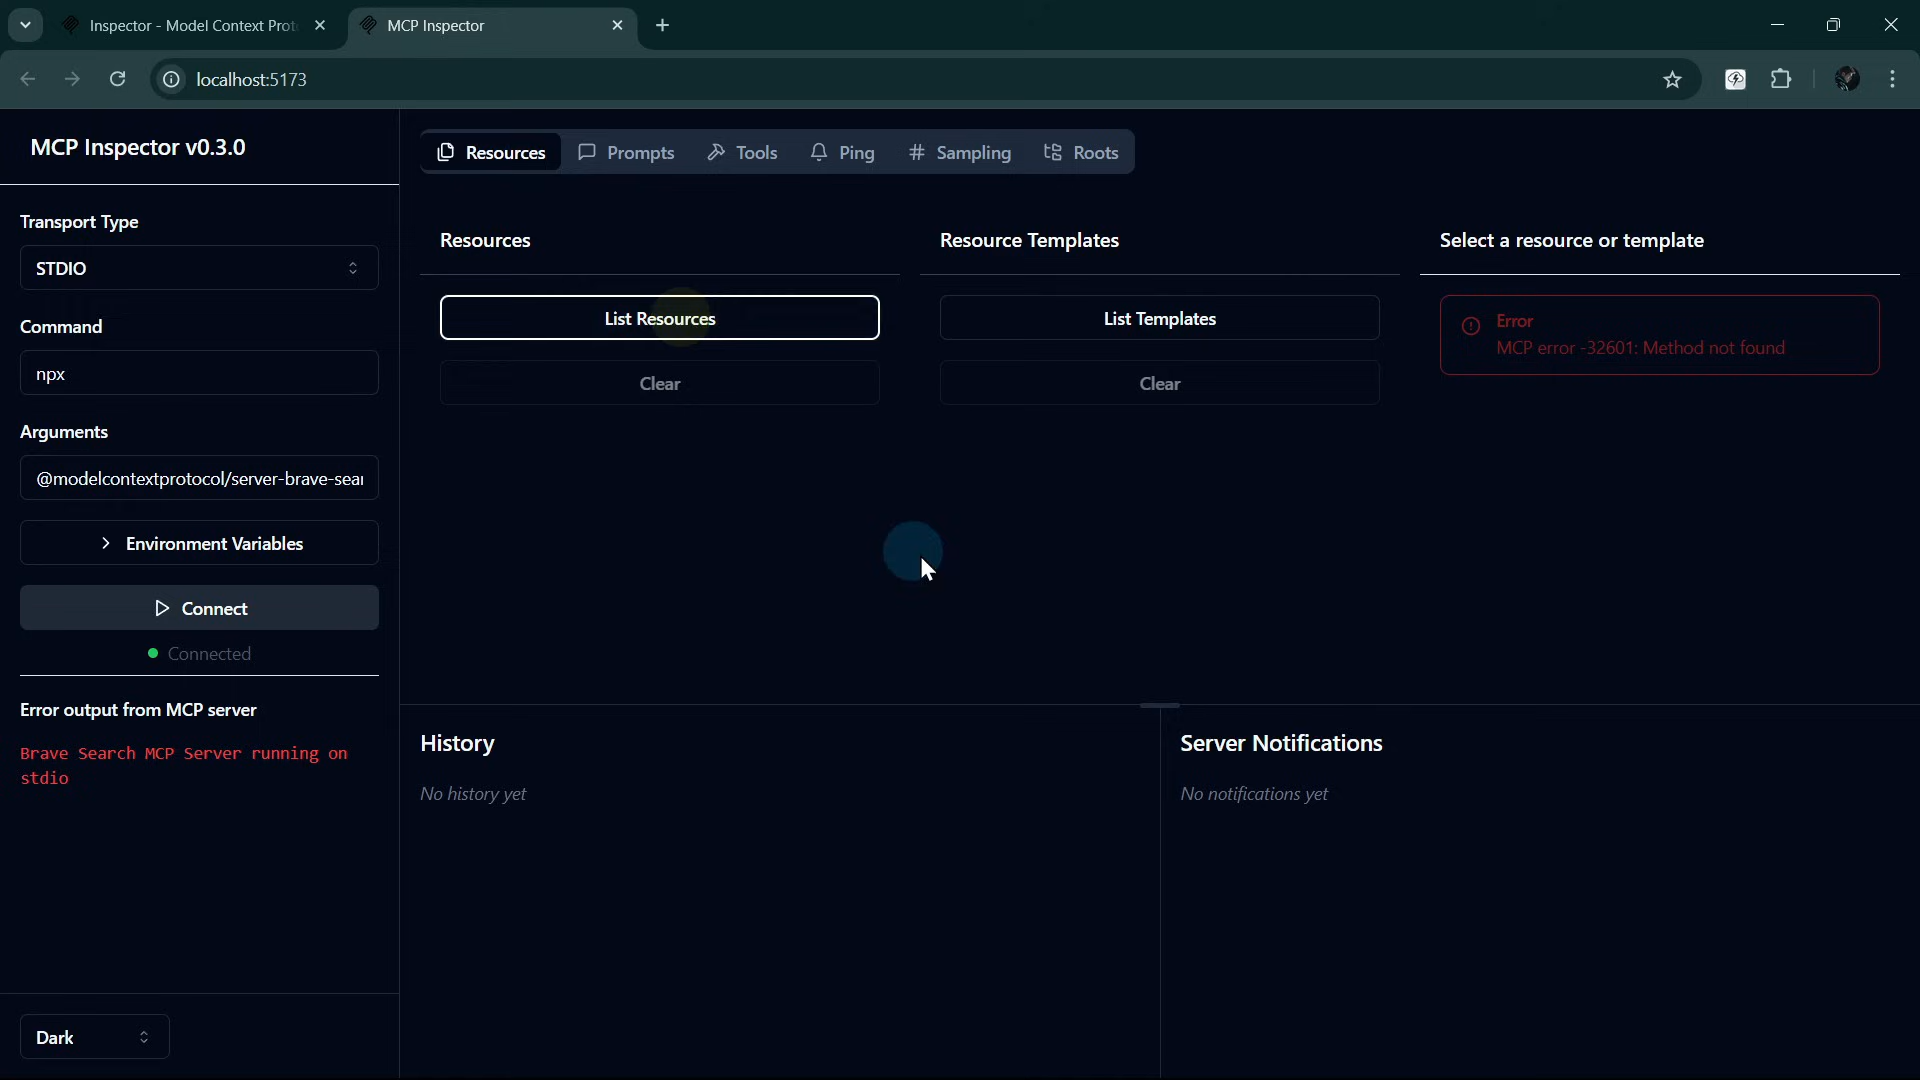 Inspector - Model Context Prot
MCP Inspector
localhost:5173
MCP Inspector v0.3.0
Transport Type
STDIO
Command
npx
Arguments
@modelcontextprotocol/server-brave-sear
Environment Variables
Connect
Connected
Error output from MCP server
Brave Search MCP Server running on
stdio
Dark
Resources
Prompts
Tools
Ping
Sampling
Roots
Resources
List Resources
Clear
Resource Templates
List Templates
Clear
Select a resource or template
Error
MCP error -32601: Method not found
History
No history yet
Server Notifications
No notifications yet